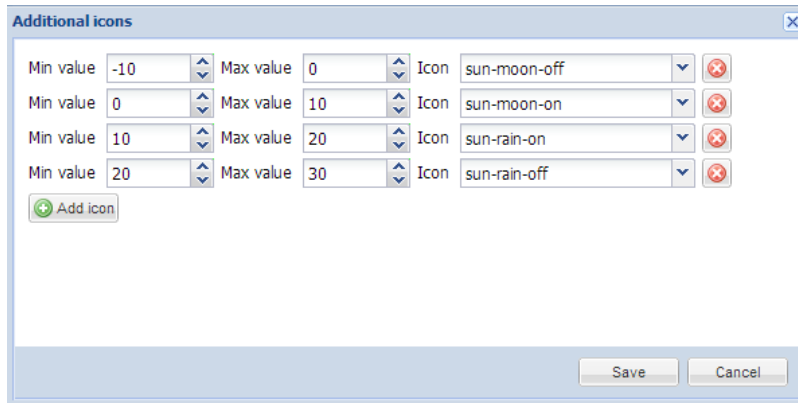 Additional icons
Min value -10 Max value 0 Icon sun-moon-off
Min value 0 Max value 10 Icon sun-moon-on
Min value 10 Max value 20 Icon sun-rain-on
Min value 20 Max value 30 Icon sun-rain-off
Add icon
Save Cancel